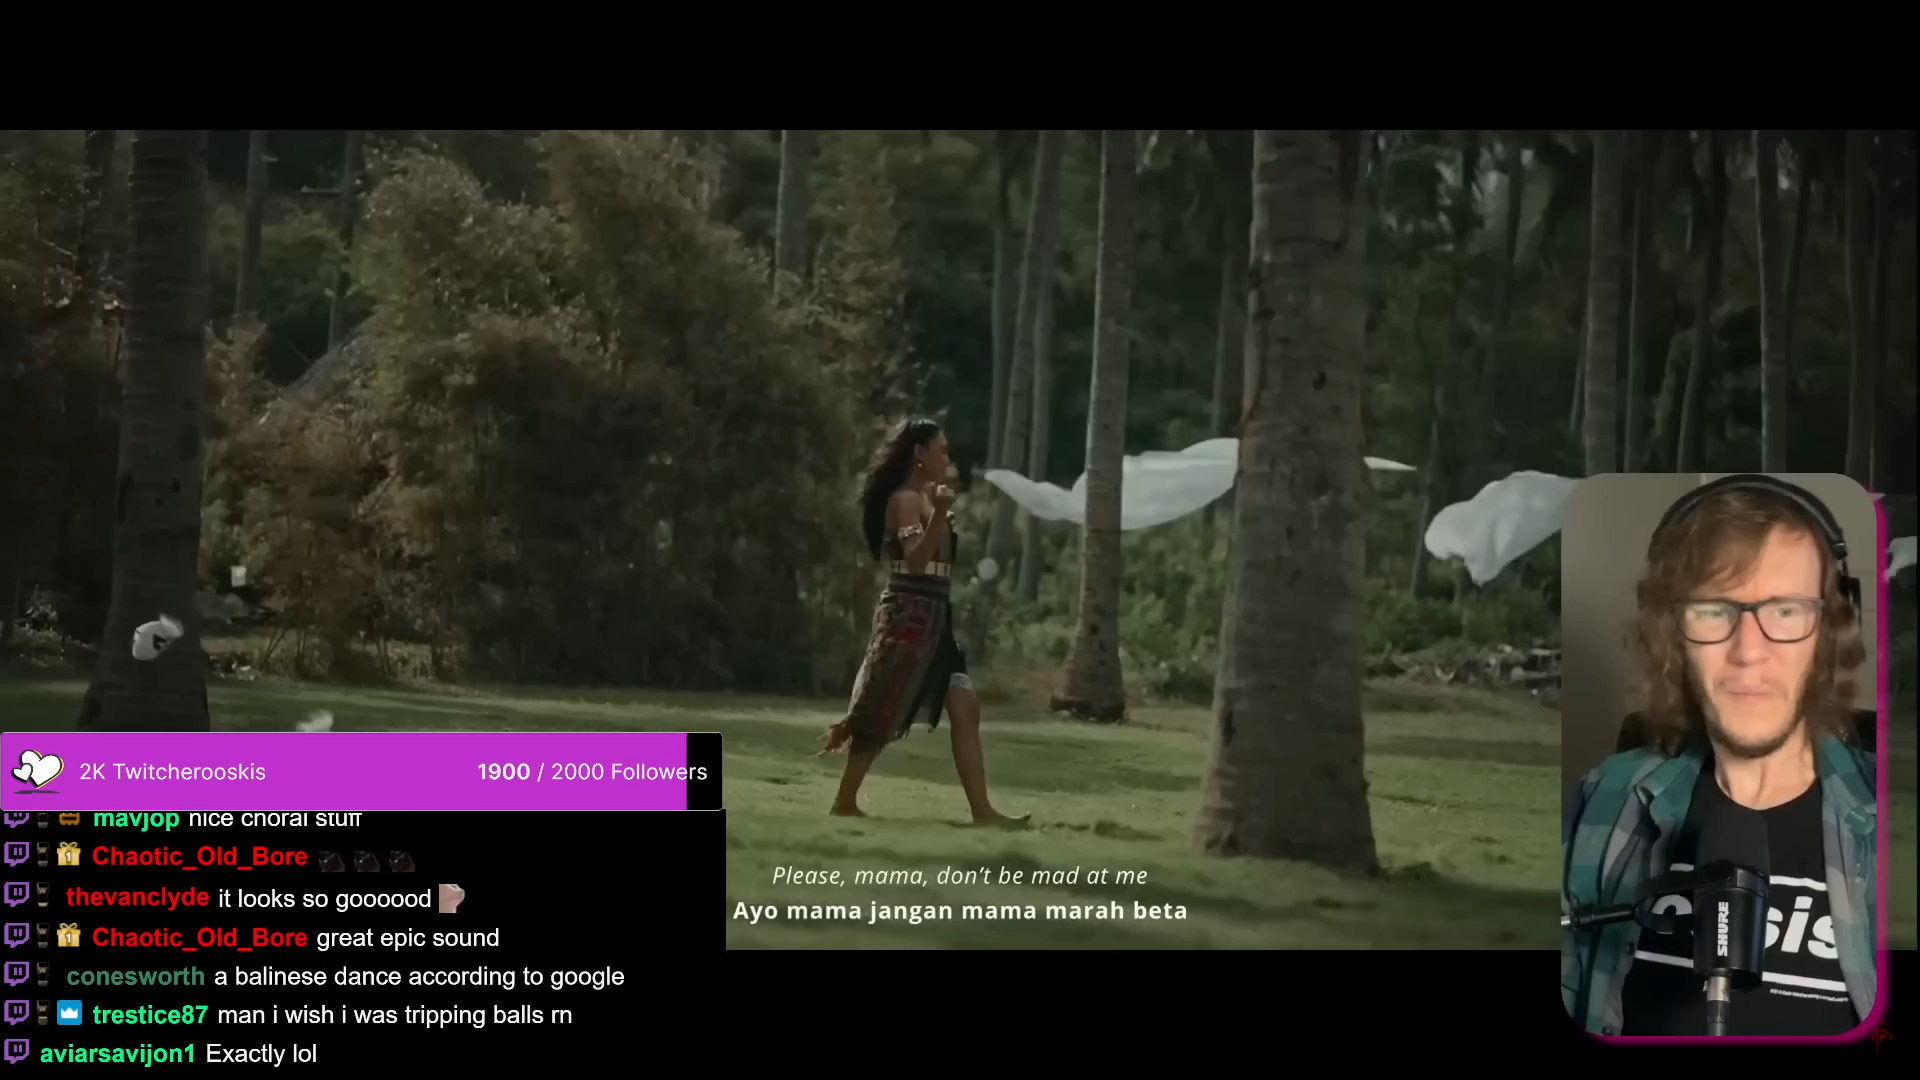 2K Twitcherooskis
1900 / 2000 Followers
mavjop nice choral stuff
Chaotic_Old_Bore
thevanclyde it looks so goooood
Chaotic_Old_Bore great epic sound
conesworth a balinese dance according to google
trestice87 man i wish i was tripping balls rn
aviarsavijon1 Exactly lol
Please, mama, don't be mad at me
Ayo mama jangan mama marah beta
SHURE
sis